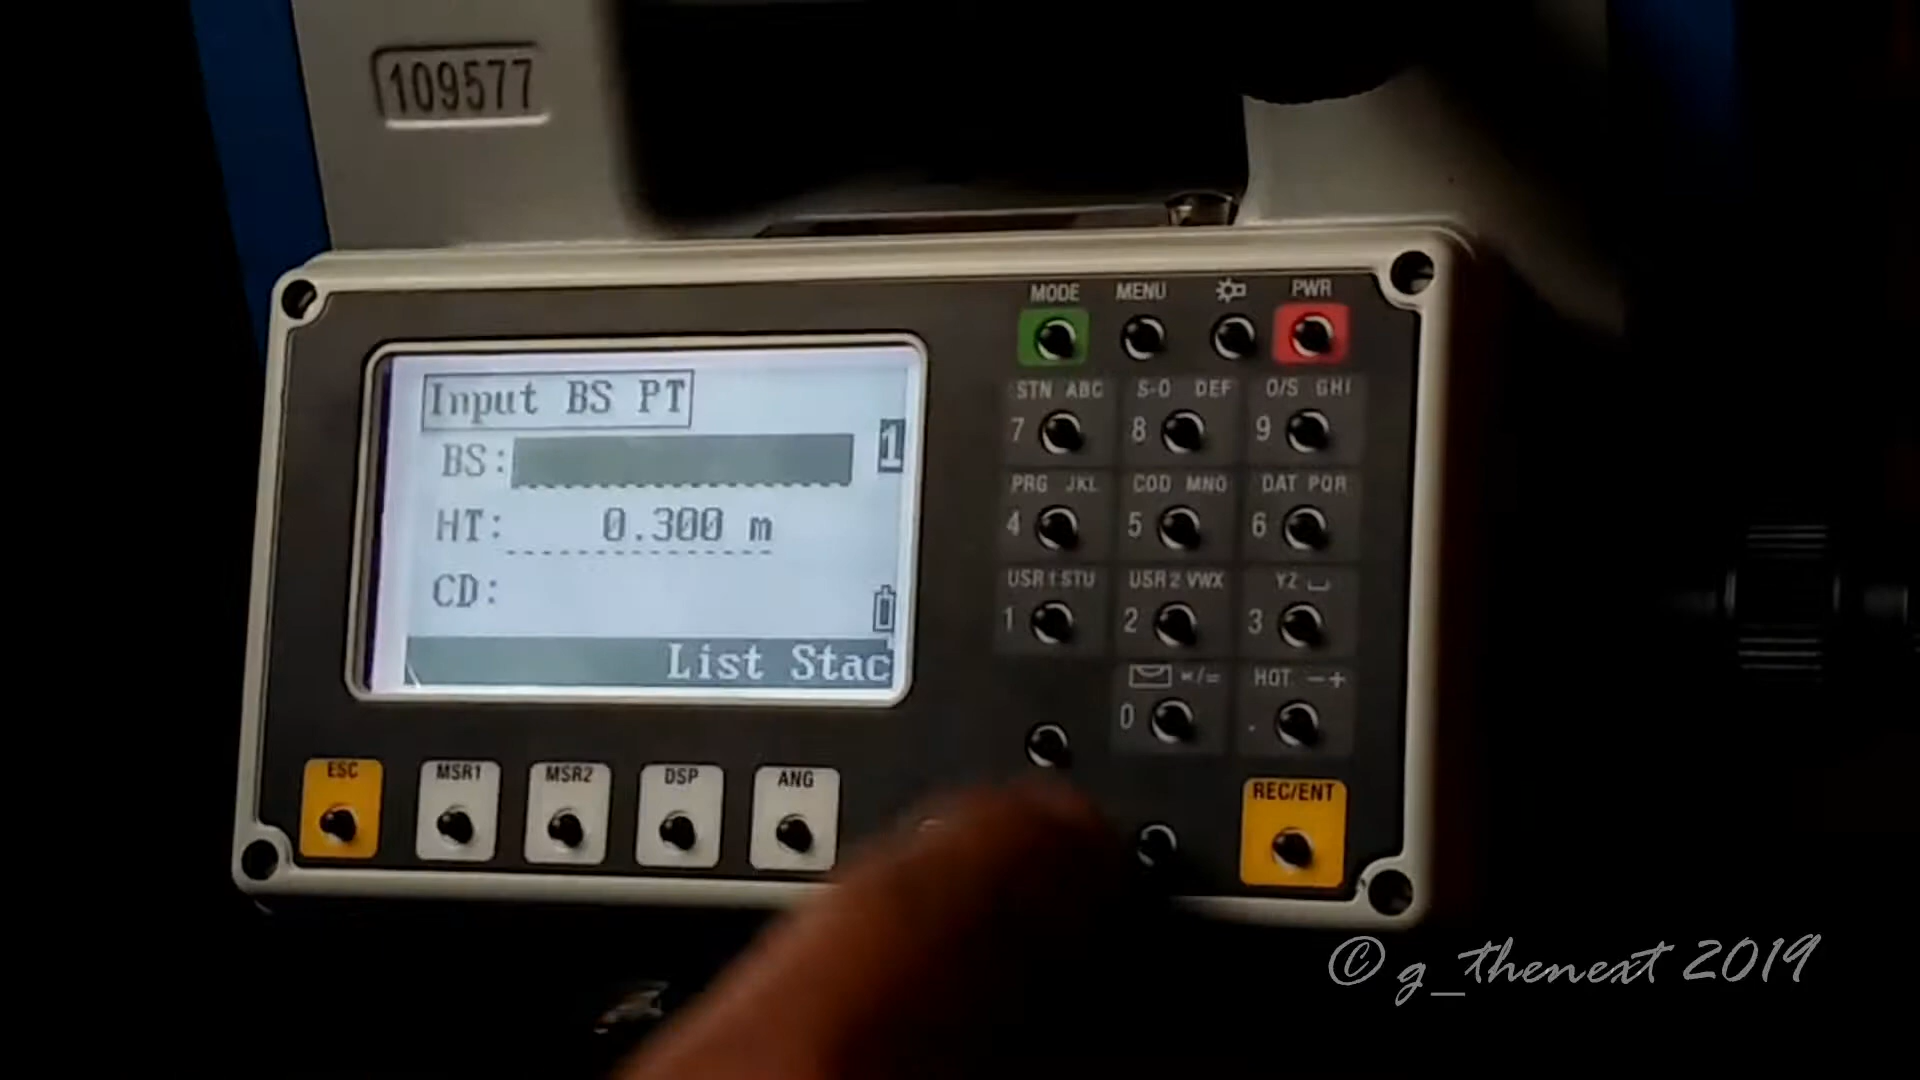 109577
MODE MENU PWR
Input BS PT
BS:
1
HT: 0.300 m
CD:
List Stac
STN ABC S-O DEF O/S GHI
7 8 9
PRG JKL COD MNO DAT PQR
4 5 6
USR1 STU USR2 VWX YZ
1 2 3
*/= HOT -+
0 .
ESC MSR1 MSR2 DSP ANG REC/ENT
© g_thenext 2019